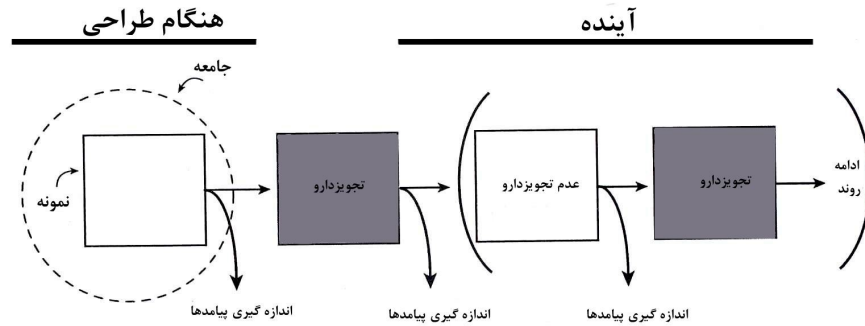 هنگام طراحی
آینده
جامعه
نمونه
تجویزدارو
عدم تجویزدارو
تجویزدارو
ادامه
روند
اندازه گیری پیامدها
اندازه گیری پیامدها
اندازه گیری پیامدها